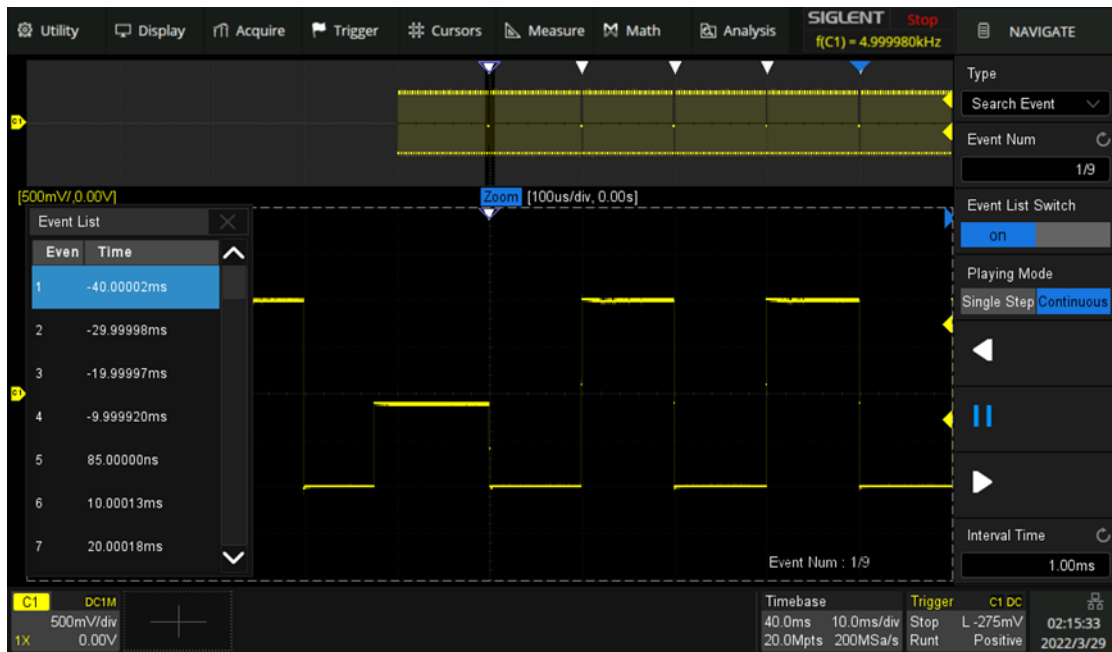 Utility Display Acquire Trigger Cursors Measure Math Analysis
SIGLENT Stop
f(C1) = 4.999980kHz
NAVIGATE
Type
Search Event
Event Num
1/9
Event List Switch
on
Playing Mode
Single Step Continuous
Interval Time
1.00ms
C1
[500mV/,0.00V]
Zoom [100us/div, 0.00s]
Event List
Even Time
1 -40.00002ms
2 -29.99998ms
3 -19.99997ms
4 -9.999920ms
5 85.00000ns
6 10.00013ms
7 20.00018ms
C1
Event Num : 1/9
C1 DC1M
500mV/div
1X 0.00V
Timebase
40.0ms 10.0ms/div
20.0Mpts 200MSa/s
Trigger C1 DC
Stop L -275mV
Runt Positive
02:15:33
2022/3/29